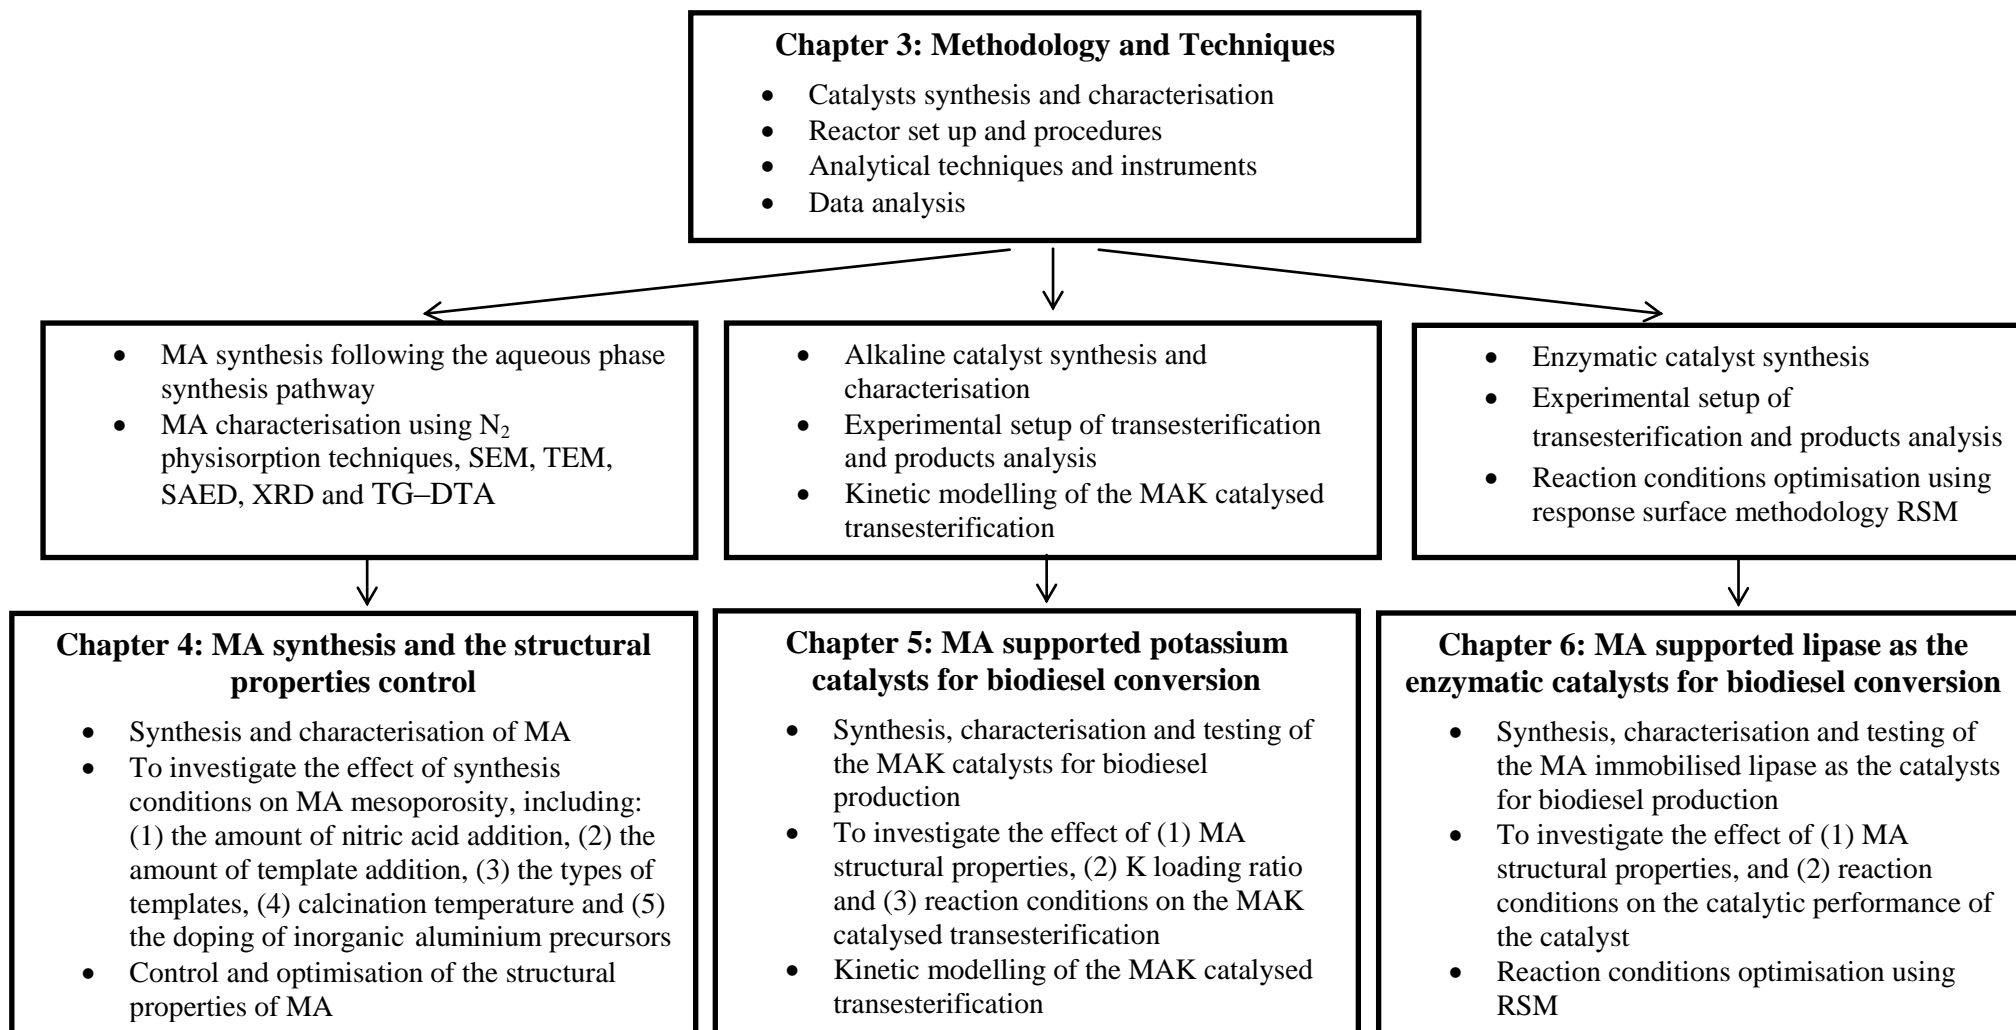 Chapter 3: Methodology and Techniques
• Catalysts synthesis and characterisation
• Reactor set up and procedures
• Analytical techniques and instruments
• Data analysis
• MA synthesis following the aqueous phase
synthesis pathway
• MA characterisation using N₂
physisorption techniques, SEM, TEM,
SAED, XRD and TG–DTA
• Alkaline catalyst synthesis and
characterisation
• Experimental setup of transesterification
and products analysis
• Kinetic modelling of the MAK catalysed
transesterification
• Enzymatic catalyst synthesis
• Experimental setup of
transesterification and products analysis
• Reaction conditions optimisation using
response surface methodology RSM
Chapter 4: MA synthesis and the structural
properties control
• Synthesis and characterisation of MA
• To investigate the effect of synthesis
conditions on MA mesoporosity, including:
(1) the amount of nitric acid addition, (2) the
amount of template addition, (3) the types of
templates, (4) calcination temperature and (5)
the doping of inorganic aluminium precursors
• Control and optimisation of the structural
properties of MA
Chapter 5: MA supported potassium
catalysts for biodiesel conversion
• Synthesis, characterisation and testing of
the MAK catalysts for biodiesel
production
• To investigate the effect of (1) MA
structural properties, (2) K loading ratio
and (3) reaction conditions on the MAK
catalysed transesterification
• Kinetic modelling of the MAK catalysed
transesterification
Chapter 6: MA supported lipase as the
enzymatic catalysts for biodiesel conversion
• Synthesis, characterisation and testing of
the MA immobilised lipase as the catalysts
for biodiesel production
• To investigate the effect of (1) MA
structural properties, and (2) reaction
conditions on the catalytic performance of
the catalyst
• Reaction conditions optimisation using
RSM